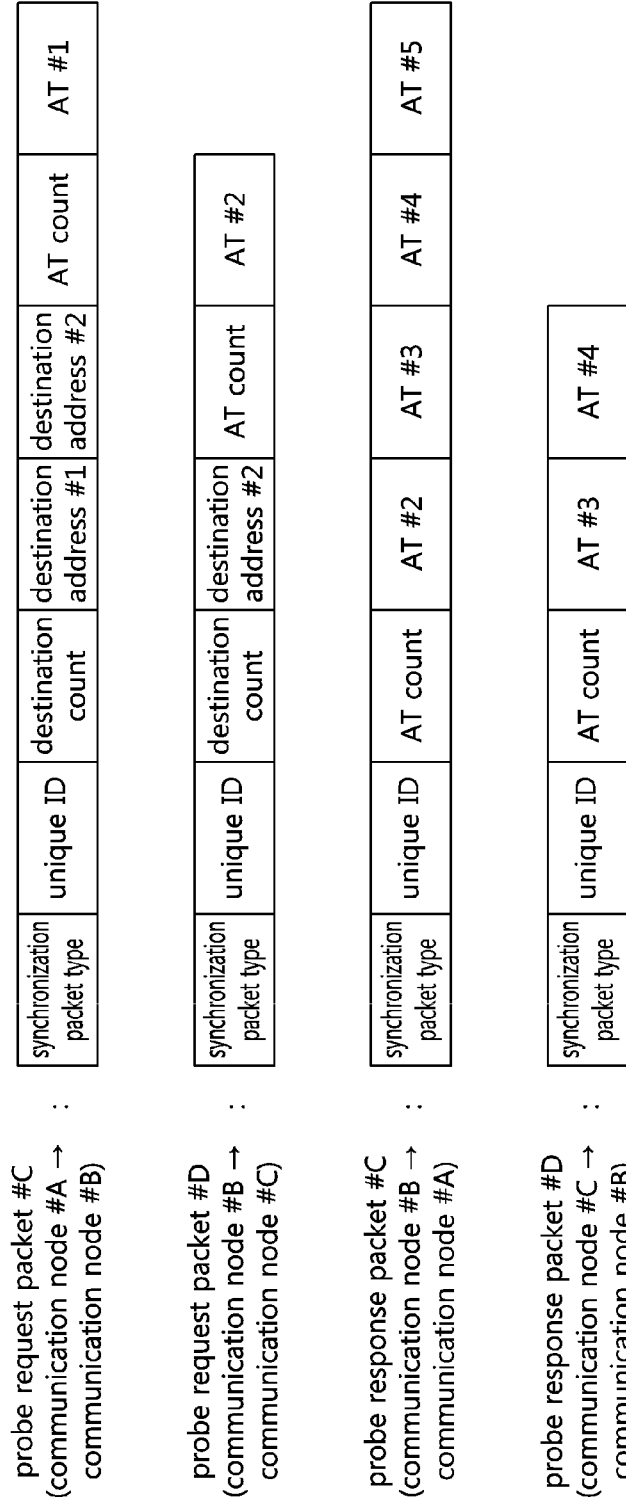 probe request packet #C
(communication node #A →
communication node #B)
:
synchronization
packet type
unique ID
destination
count
destination
address #1
destination
address #2
AT count
AT #1
probe request packet #D
(communication node #B →
communication node #C)
:
synchronization
packet type
unique ID
destination
count
destination
address #2
AT count
AT #2
probe response packet #C
(communication node #B →
communication node #A)
:
synchronization
packet type
unique ID
AT count
AT #2
AT #3
AT #4
AT #5
probe response packet #D
(communication node #C →
communication node #B)
:
synchronization
packet type
unique ID
AT count
AT #3
AT #4